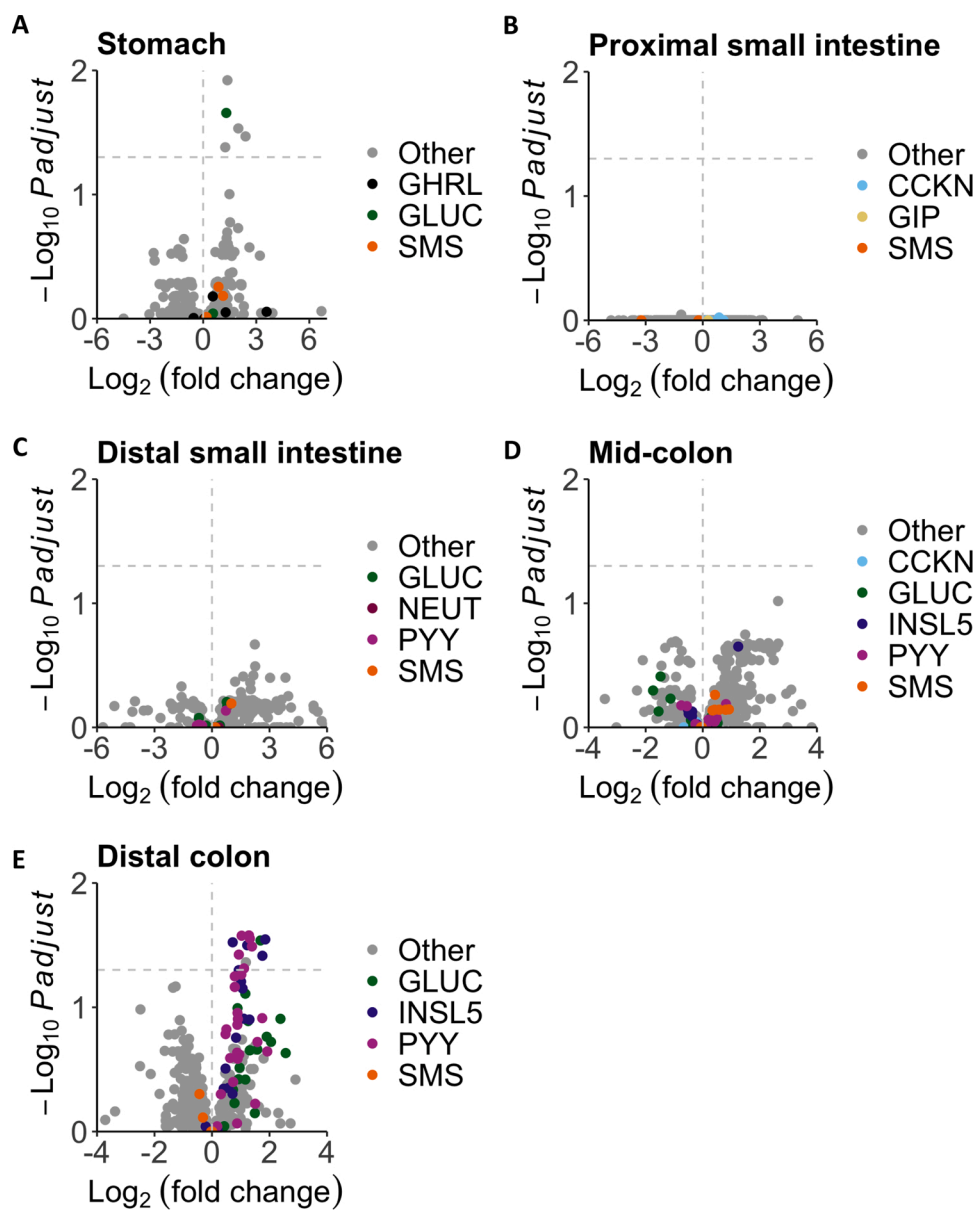 A
Stomach
2
1
0
-6
-3
0
3
6
−Log10 Padjust
Log2 (fold change)
Other
GHRL
GLUC
SMS
B
Proximal small intestine
2
1
0
-6
-3
0
3
6
−Log10 Padjust
Log2 (fold change)
Other
CCKN
GIP
SMS
C
Distal small intestine
2
1
0
-6
-3
0
3
6
−Log10 Padjust
Log2 (fold change)
Other
GLUC
NEUT
PYY
SMS
D
Mid-colon
2
1
0
-4
-2
0
2
4
−Log10 Padjust
Log2 (fold change)
Other
CCKN
GLUC
INSL5
PYY
SMS
E
Distal colon
2
1
0
-4
-2
0
2
4
−Log10 Padjust
Log2 (fold change)
Other
GLUC
INSL5
PYY
SMS